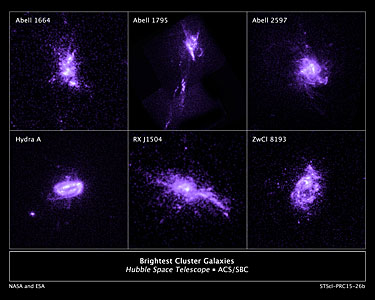 Abell 1664
Abell 1795
Abell 2597
Hydra A
RX J1504
ZwCl 8193
Brightest Cluster Galaxies
Hubble Space Telescope • ACS/SBC
NASA and ESA
STScI-PRC15-26b